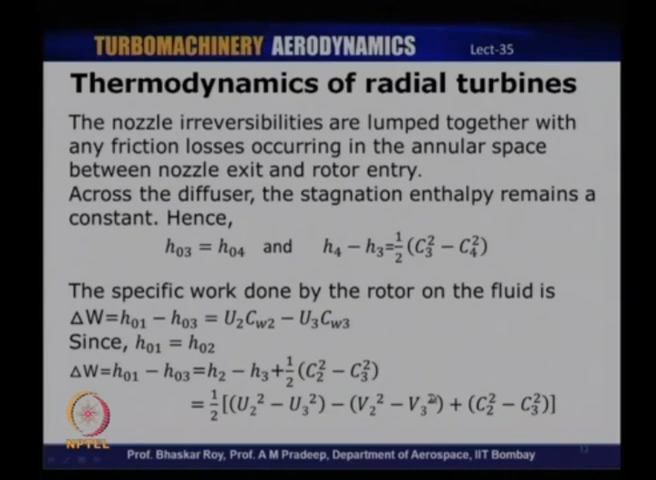 TURBOMACHINERY AERODYNAMICS Lect-35
Thermodynamics of radial turbines
The nozzle irreversibilities are lumped together with
any friction losses occurring in the annular space
between nozzle exit and rotor entry.
Across the diffuser, the stagnation enthalpy remains a
constant. Hence,
h₀₃ = h₀₄ and h₄ − h₃=½(C₃² − C₄²)
The specific work done by the rotor on the fluid is
△W=h₀₁ − h₀₃ = U₂C_w2 − U₃C_w3
Since, h₀₁ = h₀₂
△W=h₀₁ − h₀₃=h₂ − h₃+½(C₂² − C₃²)
=½[(U₂² − U₃²) − (V₂² − V₃²) + (C₂² − C₃²)]
NPTEL
Prof. Bhaskar Roy, Prof. A M Pradeep, Department of Aerospace, IIT Bombay